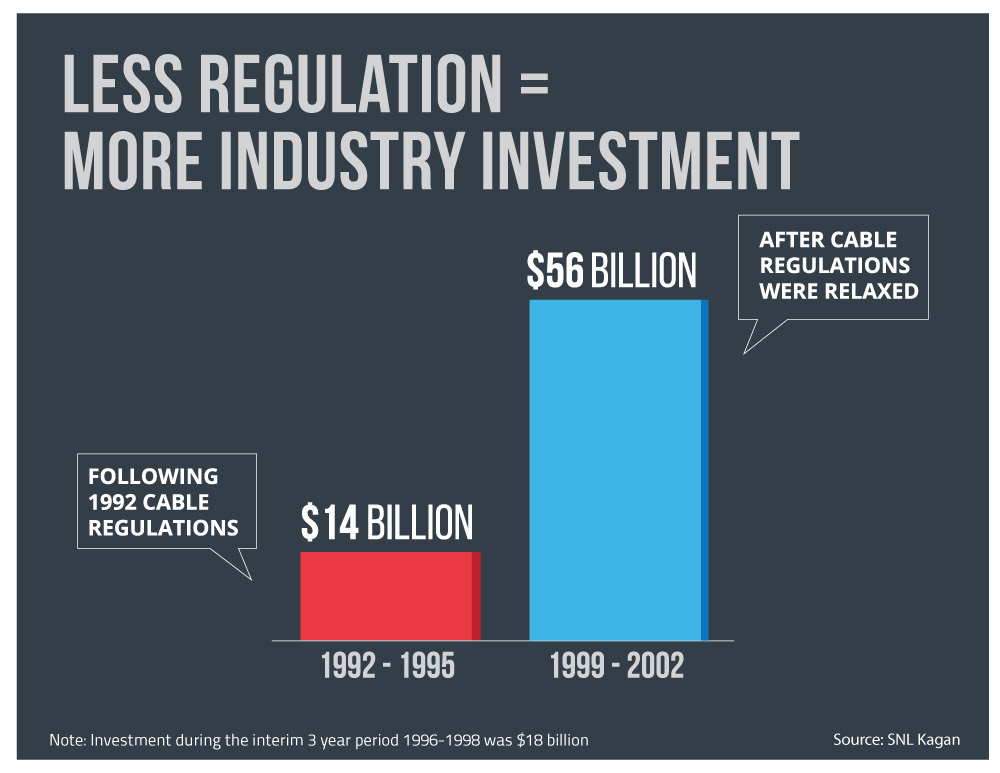 LESS REGULATION =
MORE INDUSTRY INVESTMENT
AFTER CABLE
REGULATIONS
WERE RELAXED
$56 BILLION
FOLLOWING
1992 CABLE
REGULATIONS
$14 BILLION
1992 - 1995
1999 - 2002
Note: Investment during the interim 3 year period 1996-1998 was $18 billion
Source: SNL Kagan